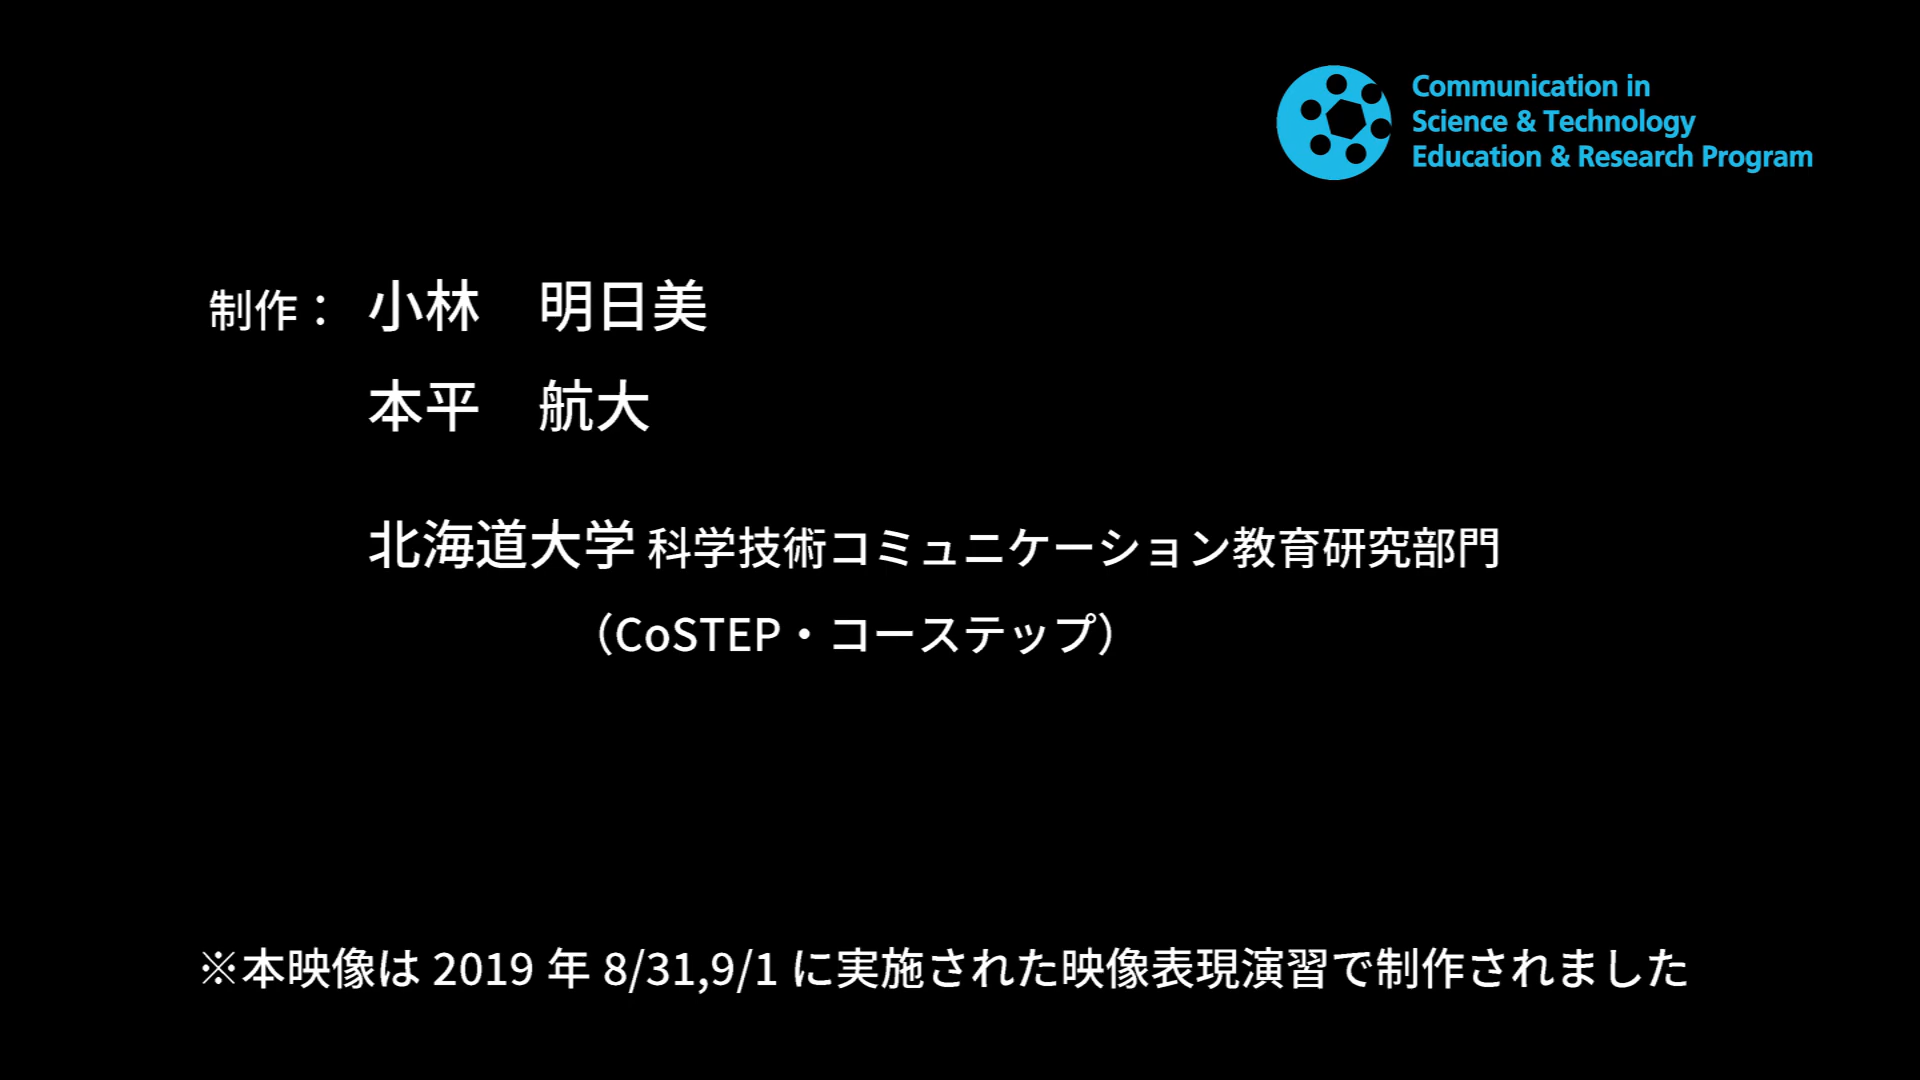 Communication in
Science & Technology
Education & Research Program
制作：　小林　明日美
本平　航大
北海道大学 科学技術コミュニケーション教育研究部門
（CoSTEP・コーステップ）
※本映像は 2019 年 8/31,9/1 に実施された映像表現演習で制作されました